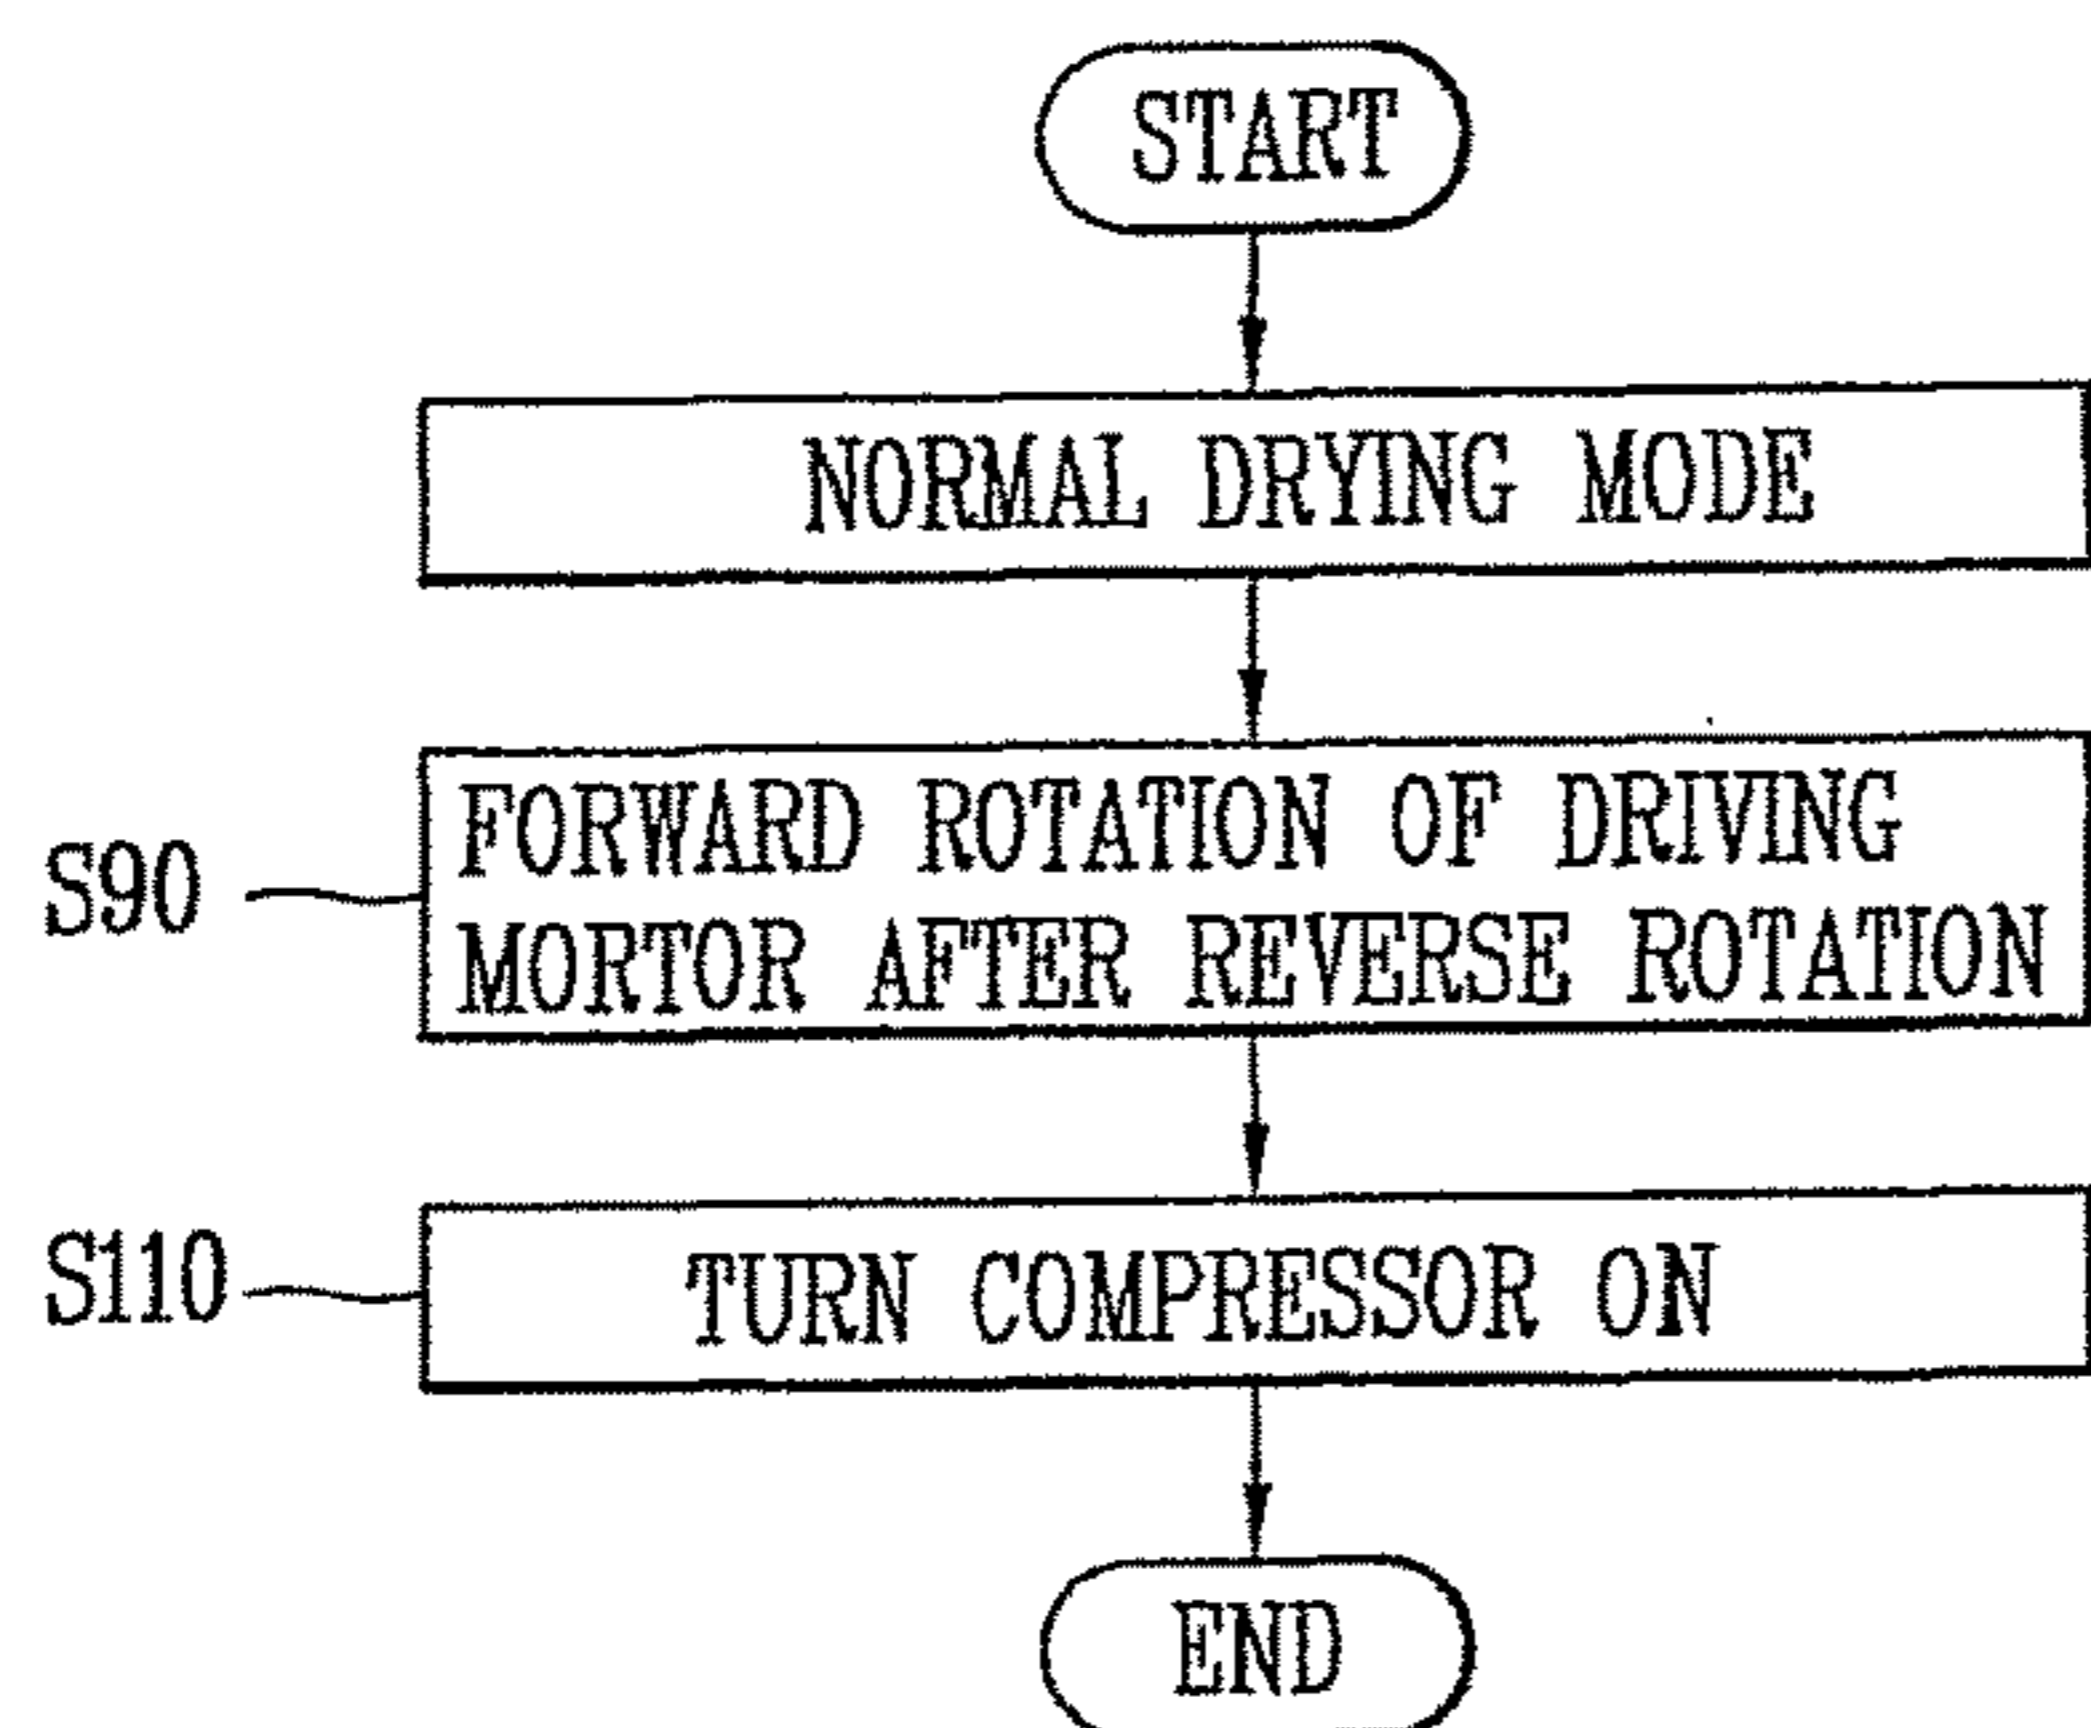 START
NORMAL DRYING MODE
S90
FORWARD ROTATION OF DRIVING
MORTOR AFTER REVERSE ROTATION
S110
TURN COMPRESSOR ON
END